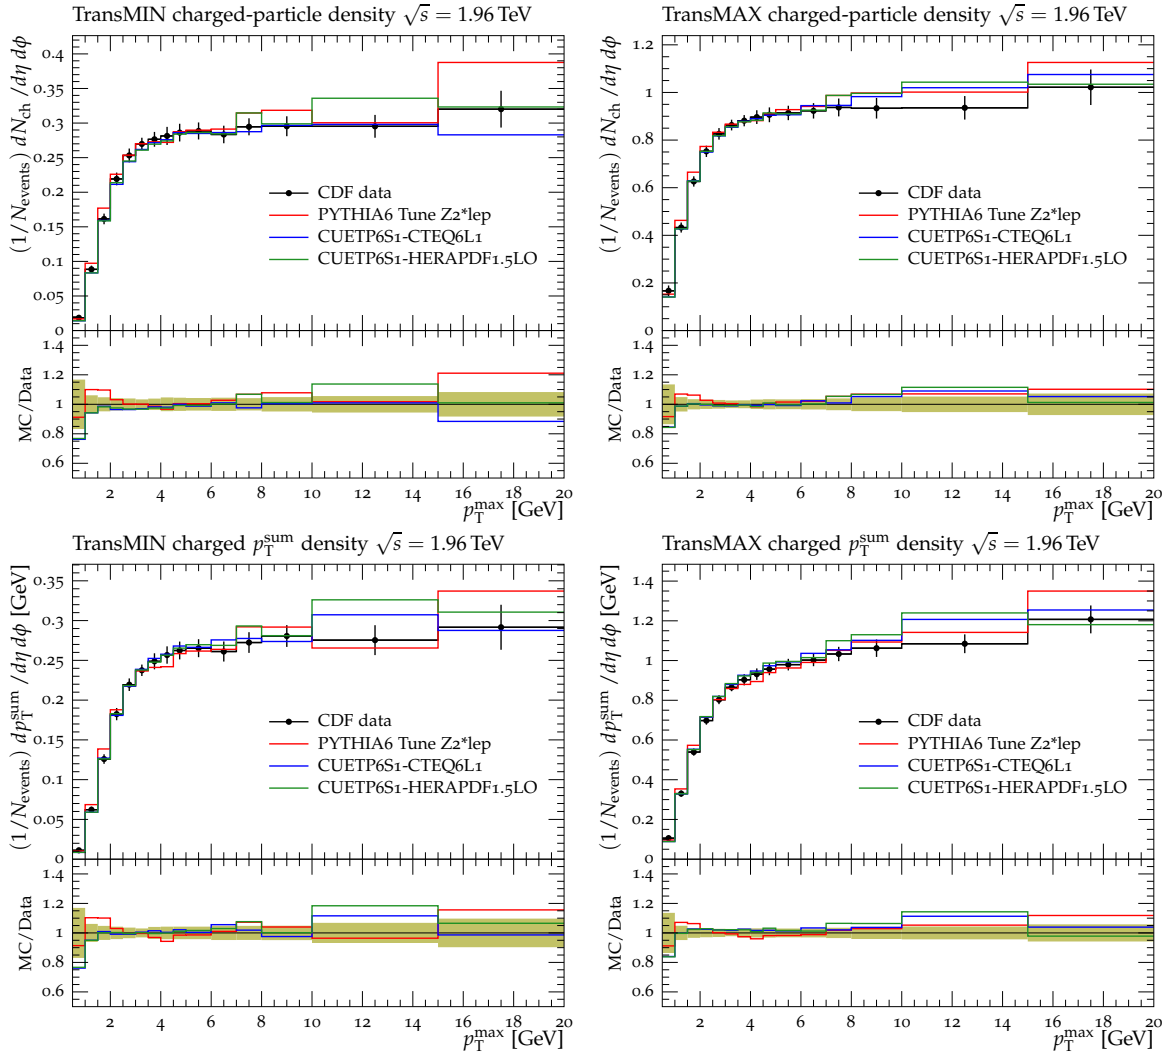 TransMIN charged-particle density √s = 1.96 TeV
(1/N_events) dN_ch/dη dϕ
0.4
0.35
0.3
0.25
0.2
0.15
0.1
0.05
0
CDF data
PYTHIA6 Tune Z2*lep
CUETP6S1-CTEQ6L1
CUETP6S1-HERAPDF1.5LO
MC/Data
1.4
1.2
1
0.8
0.6
2 4 6 8 10 12 14 16 18 20
p_T^max [GeV]
TransMAX charged-particle density √s = 1.96 TeV
(1/N_events) dN_ch/dη dϕ
1.2
1
0.8
0.6
0.4
0.2
0
CDF data
PYTHIA6 Tune Z2*lep
CUETP6S1-CTEQ6L1
CUETP6S1-HERAPDF1.5LO
MC/Data
1.4
1.2
1
0.8
0.6
2 4 6 8 10 12 14 16 18 20
p_T^max [GeV]
TransMIN charged p_T^sum density √s = 1.96 TeV
(1/N_events) dp_T^sum/dη dϕ [GeV]
0.35
0.3
0.25
0.2
0.15
0.1
0.05
0
CDF data
PYTHIA6 Tune Z2*lep
CUETP6S1-CTEQ6L1
CUETP6S1-HERAPDF1.5LO
MC/Data
1.4
1.2
1
0.8
0.6
2 4 6 8 10 12 14 16 18 20
p_T^max [GeV]
TransMAX charged p_T^sum density √s = 1.96 TeV
(1/N_events) dp_T^sum/dη dϕ [GeV]
1.4
1.2
1
0.8
0.6
0.4
0.2
0
CDF data
PYTHIA6 Tune Z2*lep
CUETP6S1-CTEQ6L1
CUETP6S1-HERAPDF1.5LO
MC/Data
1.4
1.2
1
0.8
0.6
2 4 6 8 10 12 14 16 18 20
p_T^max [GeV]